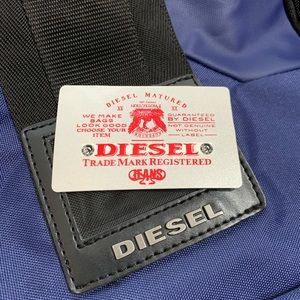 DIESEL MATURED
WE MAKE
BAGS
LOOK GOOD
CHOOSE YOUR
ITEM
GUARANTEED
BY DIESEL
NOT GENUINE
WITHOUT
LABEL
DIESEL
TRADE MARK REGISTERED
JEANS
DIESEL